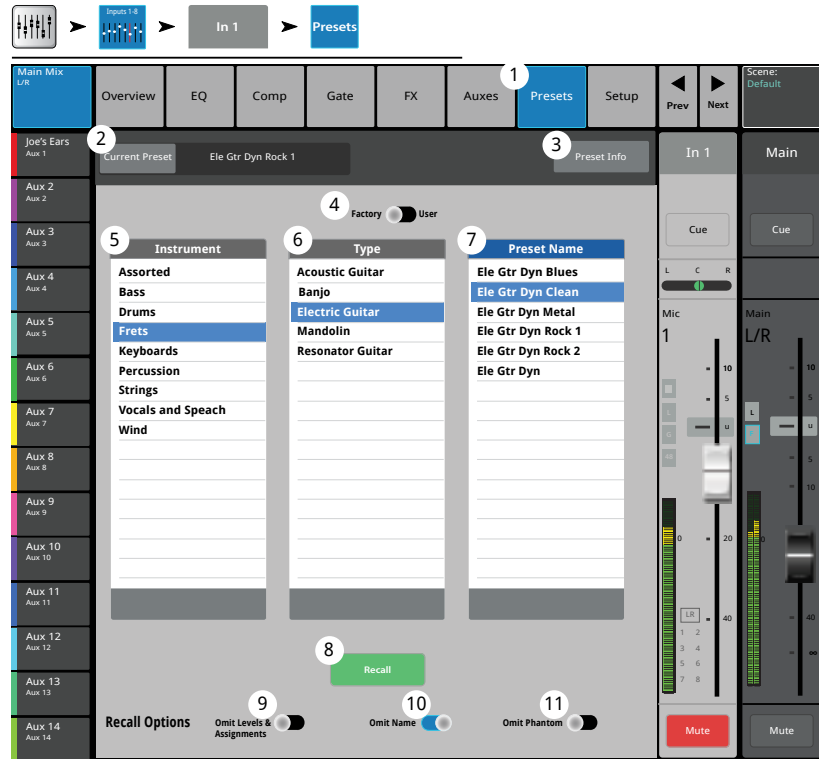 Inputs 1-8
In 1
Presets
Main Mix
L/R
Overview
EQ
Comp
Gate
FX
Auxes
1
Presets
Setup
Prev
Next
Scene:
Default
Joe's Ears
Aux 1
Aux 2
Aux 2
Aux 3
Aux 3
Aux 4
Aux 4
Aux 5
Aux 5
Aux 6
Aux 6
Aux 7
Aux 7
Aux 8
Aux 8
Aux 9
Aux 9
Aux 10
Aux 10
Aux 11
Aux 11
Aux 12
Aux 12
Aux 13
Aux 13
Aux 14
Aux 14
2
Current Preset
Ele Gtr Dyn Rock 1
3
Preset Info
4
Factory
User
5
Instrument
Assorted
Bass
Drums
Frets
Keyboards
Percussion
Strings
Vocals and Speach
Wind
6
Type
Acoustic Guitar
Banjo
Electric Guitar
Mandolin
Resonator Guitar
7
Preset Name
Ele Gtr Dyn Blues
Ele Gtr Dyn Clean
Ele Gtr Dyn Metal
Ele Gtr Dyn Rock 1
Ele Gtr Dyn Rock 2
Ele Gtr Dyn
8
Recall
Recall Options
9
Omit Levels &
Assignments
10
Omit Name
11
Omit Phantom
In 1
Cue
L C R
Mic
1
10
5
U
L
G
48
0
20
LR
40
1 2
3 4
5 6
7 8
Mute
Main
Cue
Main
L/R
10
5
L
U
5
10
0
20
40
∞
Mute